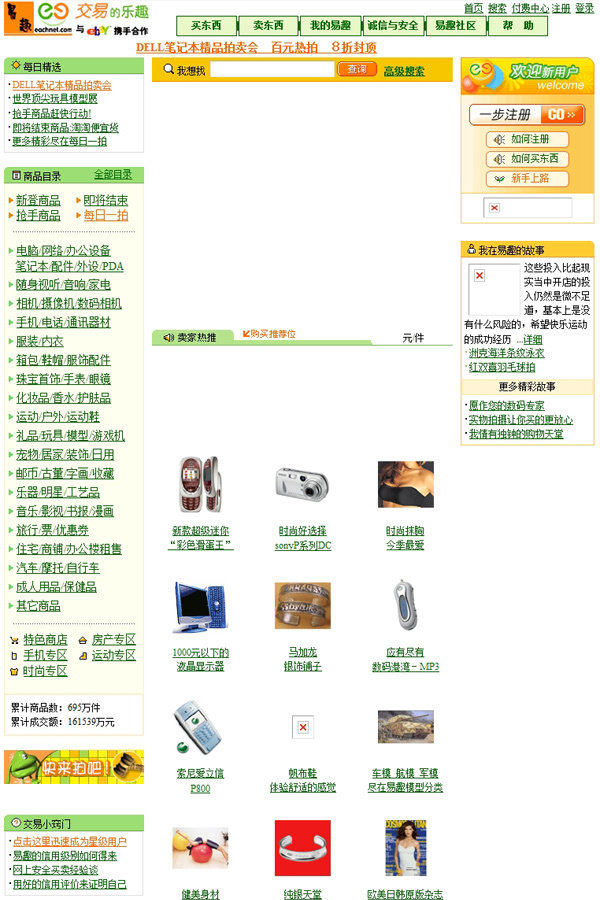 首页 搜索 付费中心 注册 登录
易趣
eachnet.com
交易的乐趣
与 ebY 携手合作
买东西 卖东西 我的易趣 诚信与安全 易趣社区 帮 助
DELL笔记本精品拍卖会 百元热拍 8折封顶
每日精选
·DELL笔记本精品拍卖会
·世界顶尖玩具模型展
·抢手商品赶快行动!
·即将结束商品:淘淘便宜货
·更多精彩尽在每日一拍
我想找 查询 高级搜索
欢迎新用户
welcome
一步注册 GO >>
如何注册
如何买东西
新手上路
商品目录 全部目录
新登商品 即将结束
抢手商品 每日一拍
电脑/网络/办公设备
笔记本/配件/外设/PDA
随身视听/音响/家电
相机/摄像机/数码相机
手机/电话/通讯器材
服装/内衣
箱包/鞋帽/服饰配件
珠宝首饰/手表/眼镜
化妆品/香水/护肤品
运动/户外/运动鞋
礼品/玩具/模型/游戏机
宠物/居家/装饰/日用
邮币/古董/字画/收藏
乐器/明星/工艺品
音乐/影视/书报/漫画
旅行/票/优惠券
住宅/商铺/办公楼租售
汽车/摩托/自行车
成人用品/保健品
其它商品
特色商店 房产专区
手机专区 运动专区
时尚专区
累计商品数: 695万件
累计成交额: 161539万元
快来拍吧!
交易小窍门
·点击这里迅速成为星级用户
·易趣的信用级别如何得来
·网上安全买卖经验谈
·用好的信用评价来证明自己
卖家热推 购买推荐位 元/件
新款超级迷你
“彩色滑蛋王”
时尚好选择
sonyP系列DC
时尚抹胸
今季最爱
1000元以下的
液晶显示器
马加龙
银饰铺子
应有尽有
数码港湾-MP3
索尼爱立信
P800
帆布鞋
体验舒适的感觉
车模 航模 军模
尽在易趣模型分类
COSMOPOLITAN
健美身材
纯银天堂
欧美日韩原版杂志
我在易趣的故事
这些投入比起现
实当中开店的投
入仍然是微不足
道，基本上是没
有什么风险的，希望快乐运动
的成功经历 ...详细
·洲克海洋条纹泳衣
·红双喜羽毛球拍
更多精彩故事
·愿作您的数码专家
·实物拍摄让你买的更放心
·我情有独钟的购物天堂